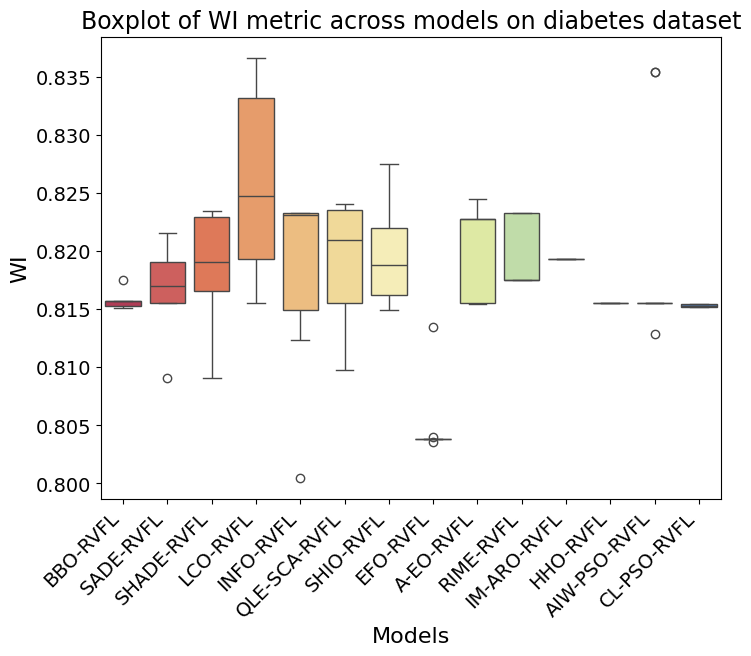 Boxplot of WI metric across models on diabetes dataset
0.835
0.830
0.825
0.820
0.815
0.810
0.805
0.800
WI
BBO-RVFL
SADE-RVFL
SHADE-RVFL
LCO-RVFL
INFO-RVFL
QLE-SCA-RVFL
SHIO-RVFL
EFO-RVFL
A-EO-RVFL
RIME-RVFL
IM-ARO-RVFL
HHO-RVFL
AIW-PSO-RVFL
CL-PSO-RVFL
Models